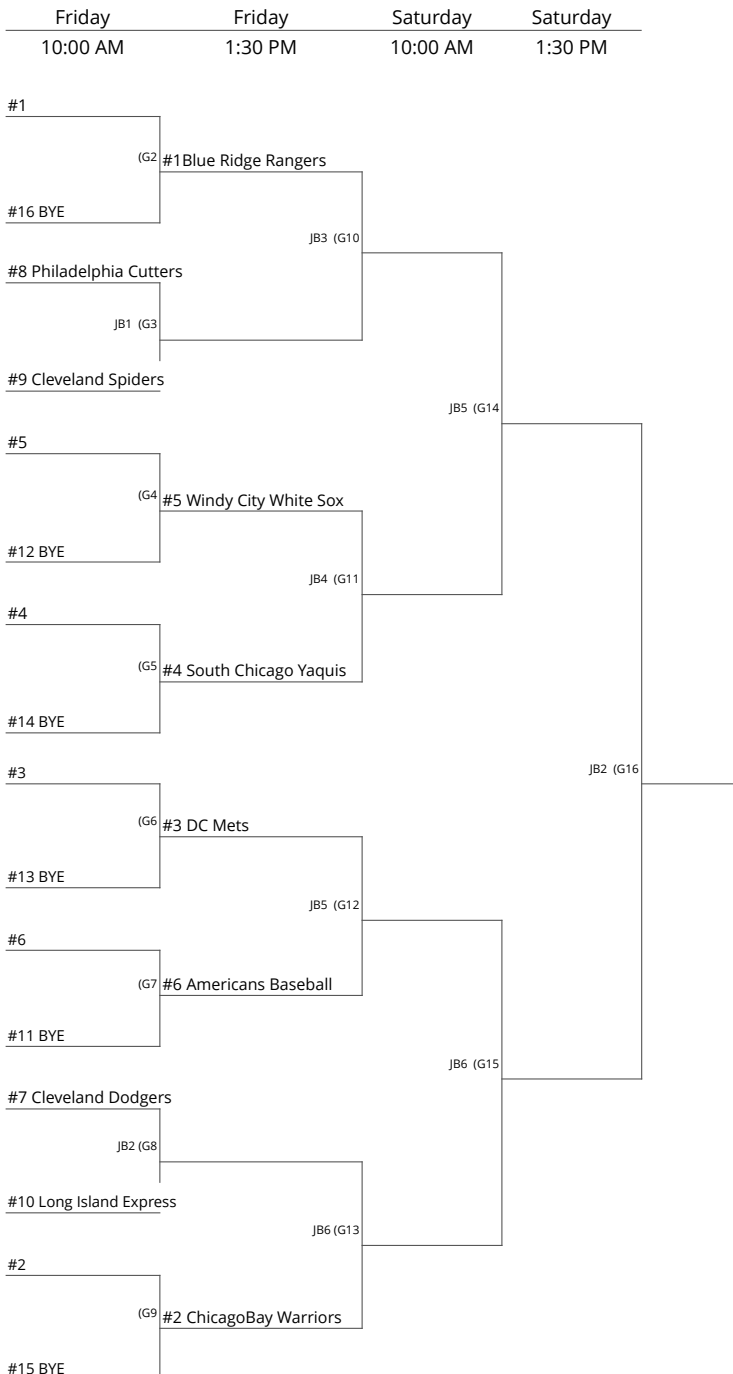 Friday Friday Saturday Saturday
10:00 AM 1:30 PM 10:00 AM 1:30 PM
#1
(G2 #1Blue Ridge Rangers
#16 BYE
JB3 (G10
#8 Philadelphia Cutters
JB1 (G3
#9 Cleveland Spiders
JB5 (G14
#5
(G4 #5 Windy City White Sox
#12 BYE
JB4 (G11
#4
(G5 #4 South Chicago Yaquis
#14 BYE
JB2 (G16
#3
(G6 #3 DC Mets
#13 BYE
JB5 (G12
#6
(G7 #6 Americans Baseball
#11 BYE
JB6 (G15
#7 Cleveland Dodgers
JB2 (G8
#10 Long Island Express
JB6 (G13
#2
(G9 #2 ChicagoBay Warriors
#15 BYE